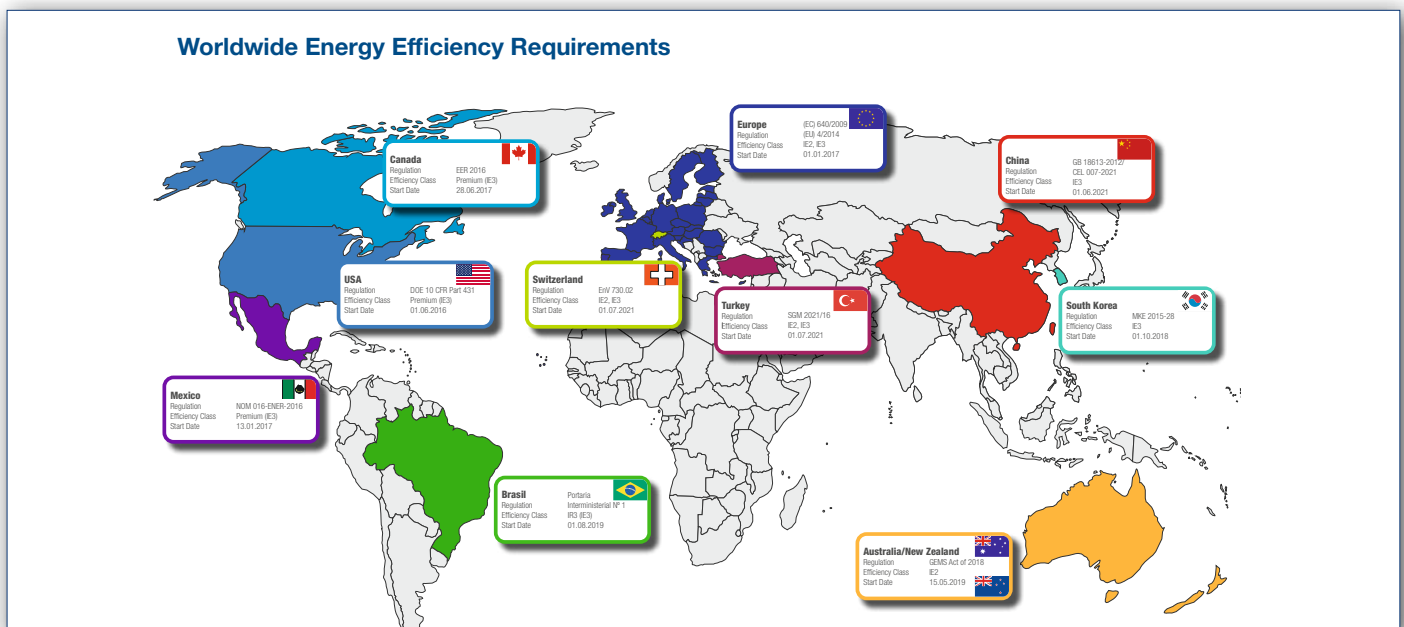 Worldwide Energy Efficiency Requirements
Canada
Regulation EER 2016
Efficiency Class Premium (IE3)
Start Date 28.06.2017
Europe (EC) 640/2009
Regulation (EU) 4/2014
Efficiency Class IE2, IE3
Start Date 01.01.2017
China GB 18613-2012/
Regulation CEL 007-2021
Efficiency Class IE3
Start Date 01.06.2021
USA
Regulation DOE 10 CFR Part 431
Efficiency Class Premium (IE3)
Start Date 01.06.2016
Switzerland
Regulation EnV 730.02
Efficiency Class IE2, IE3
Start Date 01.07.2021
Turkey
Regulation SGM 2021/16
Efficiency Class IE2, IE3
Start Date 01.07.2021
South Korea
Regulation MKE 2015-28
Efficiency Class IE3
Start Date 01.10.2018
Mexico
Regulation NOM 016-ENER-2016
Efficiency Class Premium (IE3)
Start Date 13.01.2017
Brasil Portaria
Regulation Interministerial Nº 1
Efficiency Class IR3 (IE3)
Start Date 01.08.2019
Australia/New Zealand
Regulation GEMS Act of 2018
Efficiency Class IE2
Start Date 15.05.2019